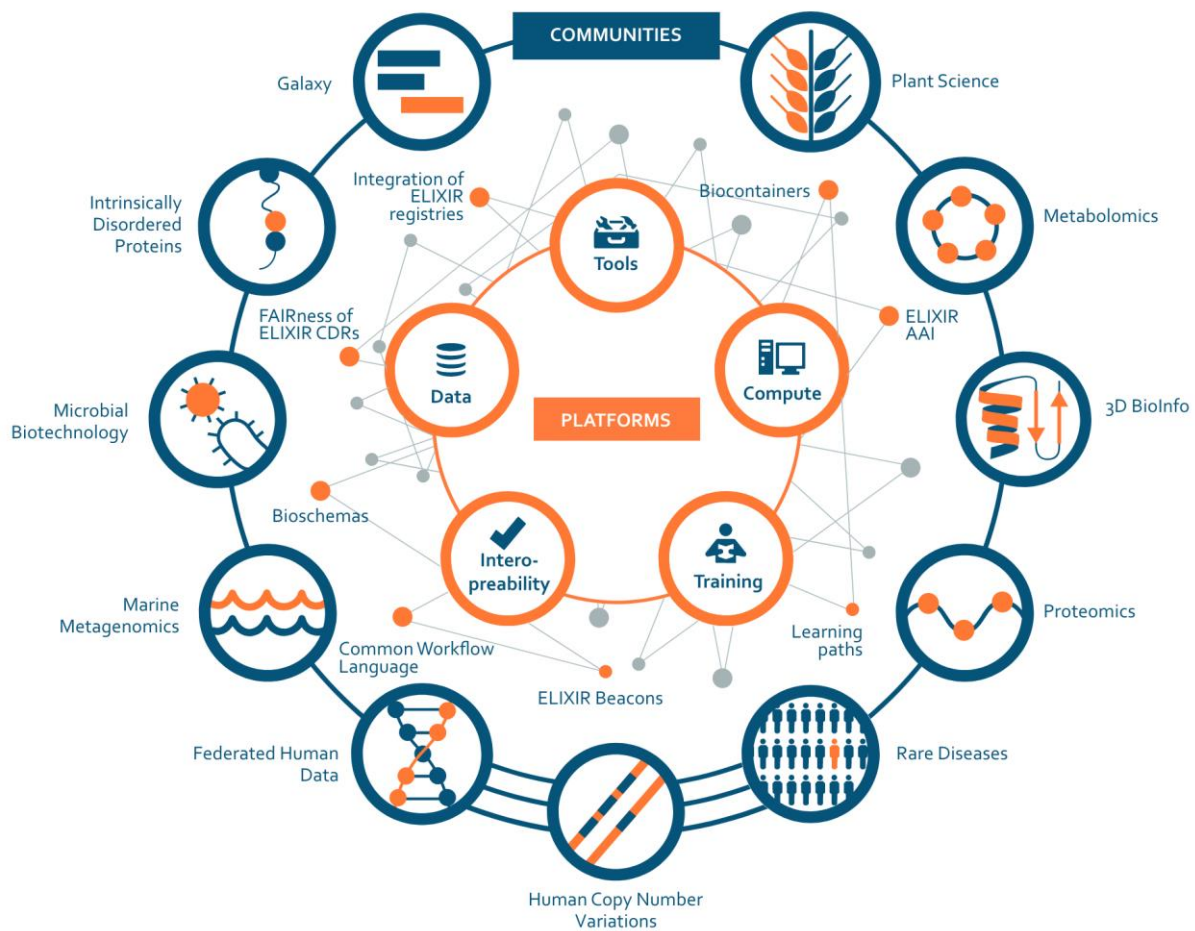 COMMUNITIES
Galaxy
Plant Science
Integration of
ELIXIR
registries
Biocontainers
Intrinsically
Disordered
Proteins
Metabolomics
Tools
FAIRness of
ELIXIR CDRs
ELIXIR
AAI
Data
Compute
Microbial
Biotechnology
PLATFORMS
3D BioInfo
Bioschemas
Intero-
preability
Training
Marine
Metagenomics
Proteomics
Common Workflow
Language
Learning
paths
ELIXIR Beacons
Federated Human
Data
Rare Diseases
Human Copy Number
Variations